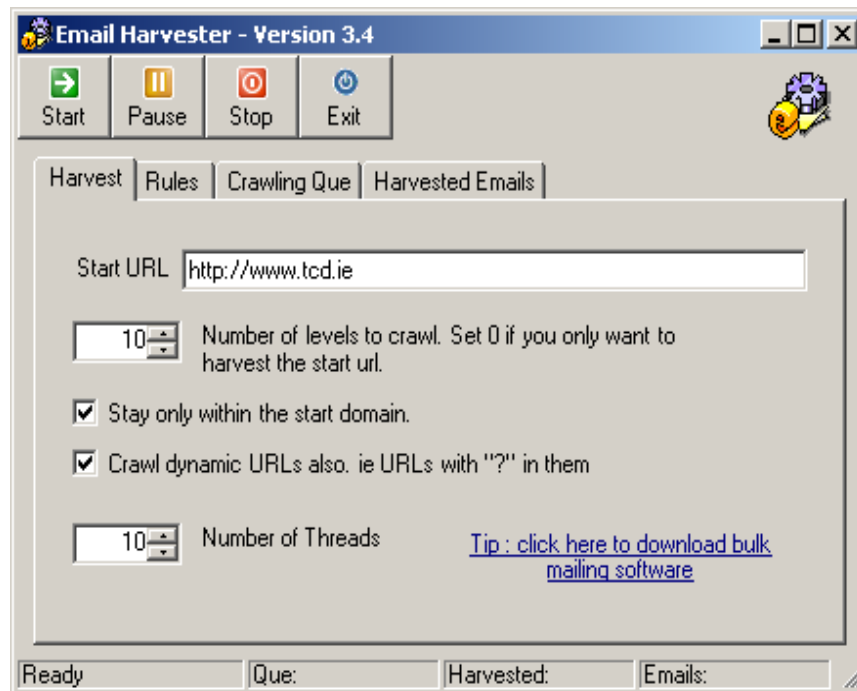 Email Harvester - Version 3.4
Start Pause Stop Exit
Harvest Rules Crawling Que Harvested Emails
Start URL http://www.tcd.ie
10 Number of levels to crawl. Set 0 if you only want to
harvest the start url.
Stay only within the start domain.
Crawl dynamic URLs also. ie URLs with "?" in them
10 Number of Threads
Tip : click here to download bulk
mailing software
Ready Que: Harvested: Emails: